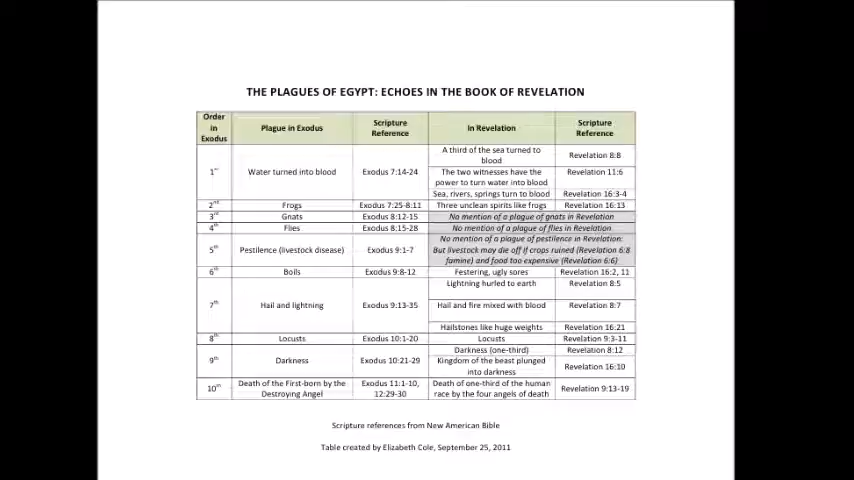 THE PLAGUES OF EGYPT: ECHOES IN THE BOOK OF REVELATION
Order in Exodus Plague in Exodus Scripture Reference In Revelation Scripture Reference
1st Water turned into blood Exodus 7:14-24 A third of the sea turned to blood Revelation 8:8
The two witnesses have the power to turn water into blood Revelation 11:6
Sea, rivers, springs turn to blood Revelation 16:3-4
2nd Frogs Exodus 7:25-8:11 Three unclean spirits like frogs Revelation 16:13
3rd Gnats Exodus 8:12-15 No mention of a plague of gnats in Revelation
4th Flies Exodus 8:15-28 No mention of a plague of flies in Revelation
5th Pestilence (livestock disease) Exodus 9:1-7 No mention of a plague of pestilence in Revelation:
But livestock may die off if crops ruined (Revelation 6:8
famine) and food too expensive (Revelation 6:6)
6th Boils Exodus 9:8-12 Festering, ugly sores Revelation 16:2, 11
7th Hail and lightning Exodus 9:13-35 Lightning hurled to earth Revelation 8:5
Hail and fire mixed with blood Revelation 8:7
Hailstones like huge weights Revelation 16:21
8th Locusts Exodus 10:1-20 Locusts Revelation 9:3-11
9th Darkness Exodus 10:21-29 Darkness (one-third) Revelation 8:12
Kingdom of the beast plunged into darkness Revelation 16:10
10th Death of the First-born by the Destroying Angel Exodus 11:1-10, 12:29-30 Death of one-third of the human race by the four angels of death Revelation 9:13-19
Scripture references from New American Bible
Table created by Elizabeth Cole, September 25, 2011